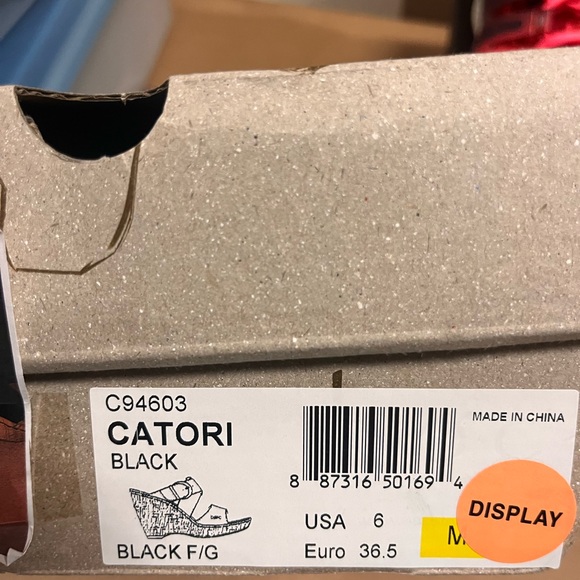 C94603
CATORI
BLACK
BLACK F/G
8 87316 50169 4
MADE IN CHINA
USA 6
Euro 36.5
M
DISPLAY